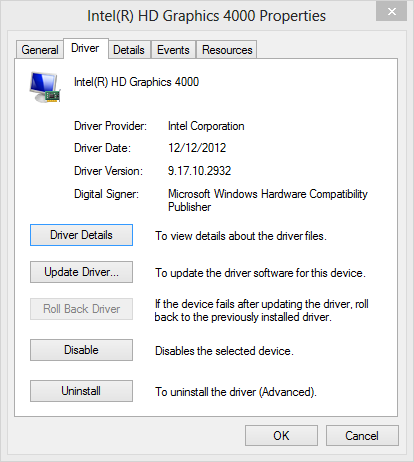 Intel(R) HD Graphics 4000 Properties
General Driver Details Events Resources
Intel(R) HD Graphics 4000
Driver Provider: Intel Corporation
Driver Date: 12/12/2012
Driver Version: 9.17.10.2932
Digital Signer: Microsoft Windows Hardware Compatibility
Publisher
Driver Details To view details about the driver files.
Update Driver... To update the driver software for this device.
Roll Back Driver If the device fails after updating the driver, roll
back to the previously installed driver.
Disable Disables the selected device.
Uninstall To uninstall the driver (Advanced).
OK Cancel